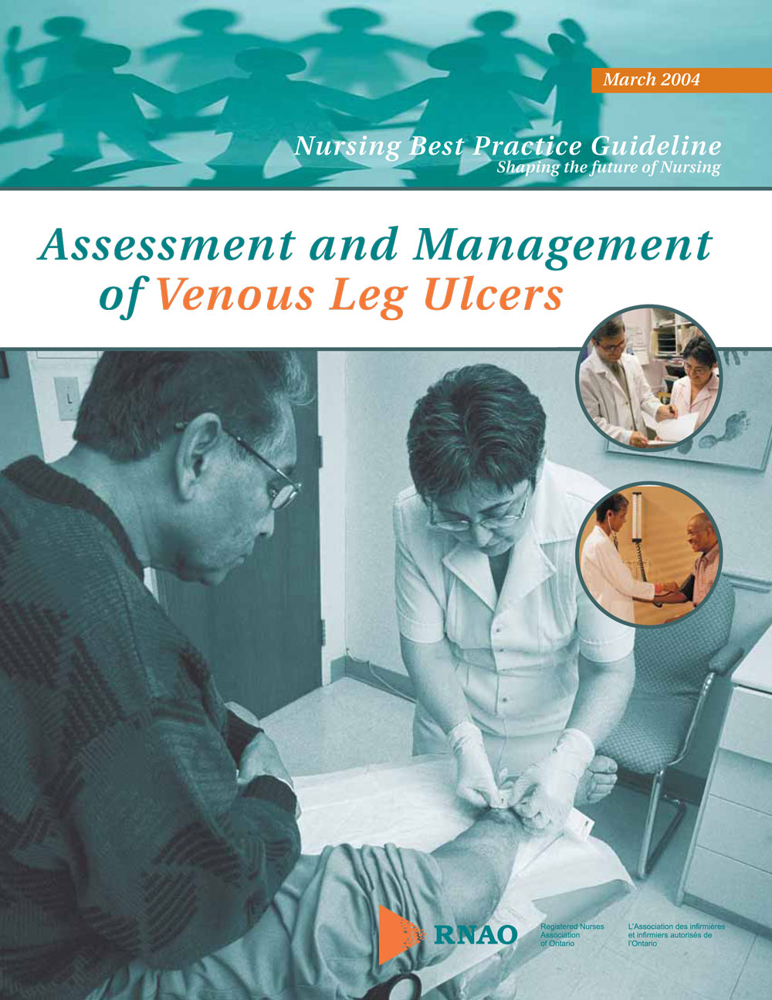 March 2004
Nursing Best Practice Guideline
Shaping the future of Nursing
Assessment and Management
of Venous Leg Ulcers
RNAO
Registered Nurses
Association
of Ontario
L'Association des infirmières
et infirmiers autorisés de
l'Ontario